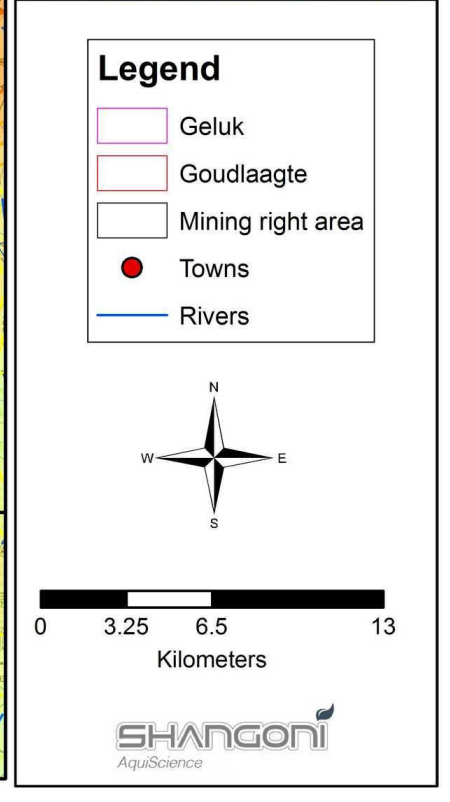 Legend
Geluk
Goudlaagte
Mining right area
Towns
Rivers
N
W E
S
0 3.25 6.5 13
Kilometers
SHANGONI
AquiScience